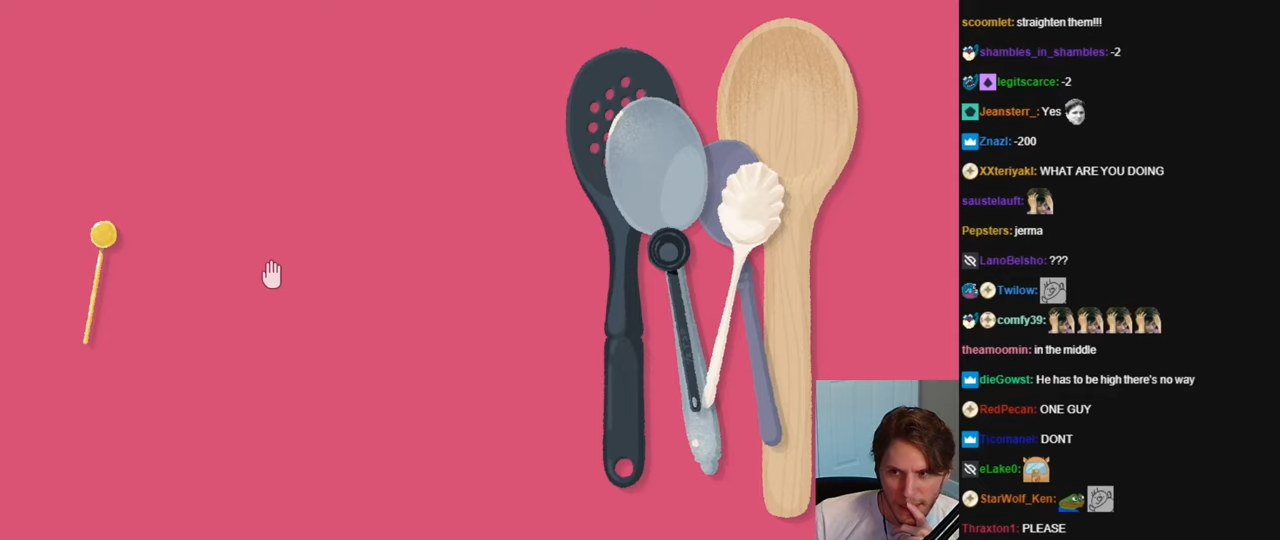 scoomlet: straighten them!!!
shambles_in_shambles: -2
legitscarce: -2
Jeansterr_: Yes
Znazl: -200
XXteriyakI: WHAT ARE YOU DOING
saustelauft:
Pepsters: jerma
LanoBelsho: ???
Twilow:
comfy39:
theamoomin: in the middle
dieGowst: He has to be high there's no way
RedPecan: ONE GUY
Ticomanel: DONT
eLake0:
StarWolf_Ken:
Thraxton1: PLEASE